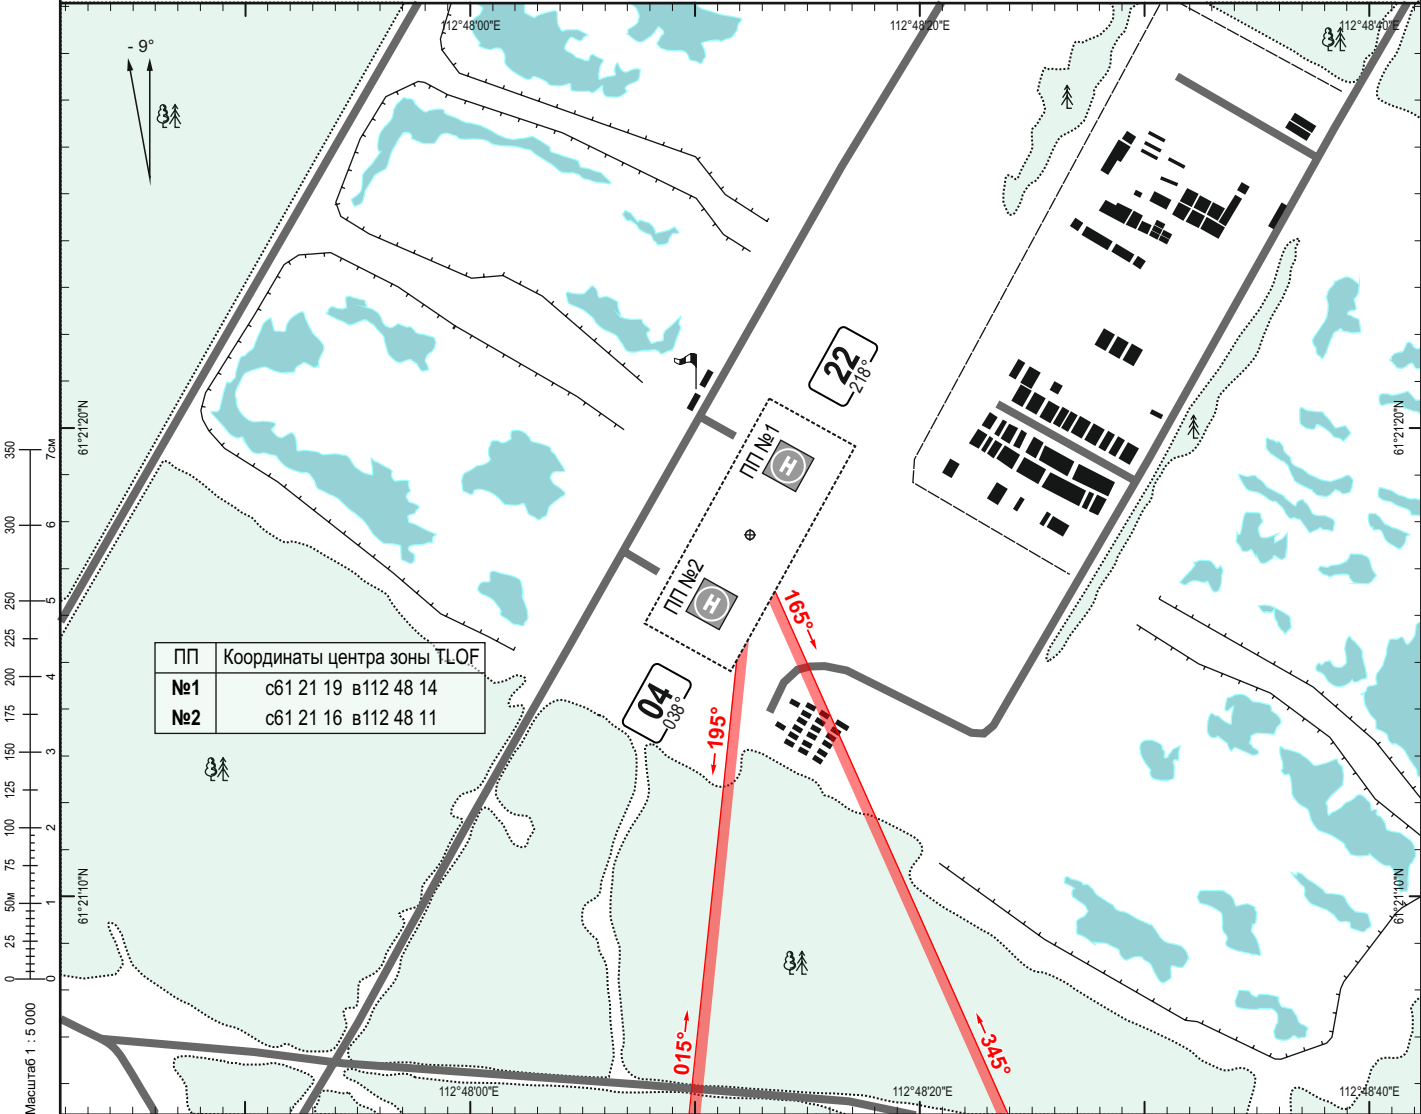 112°48'00"E
112°48'20"E
112°48'40"E
- 9°
22
218°
61°21'20"N
61°21'20"N
ПП №1
ПП №2
165°
ПП Координаты центра зоны TLOF
№1 с61 21 19 в112 48 14
№2 с61 21 16 в112 48 11
04
038°
195°
61°21'10"N
61°21'10"N
015°
345°
112°48'00"E
112°48'20"E
112°48'40"E
350 7см
300 6
250 5
225
200 4
175
150 3
125
100 2
75
50м 1
25
0 0
Масштаб 1 : 5 000